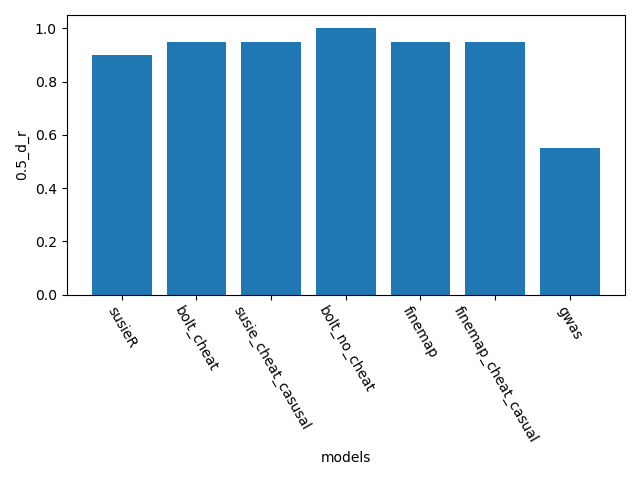 1.0
0.8
0.6
0.4
0.2
0.0
0.5_d_r
susieR
bolt_cheat
susie_cheat_casusal
bolt_no_cheat
finemap
finemap_cheat_casual
gwas
models